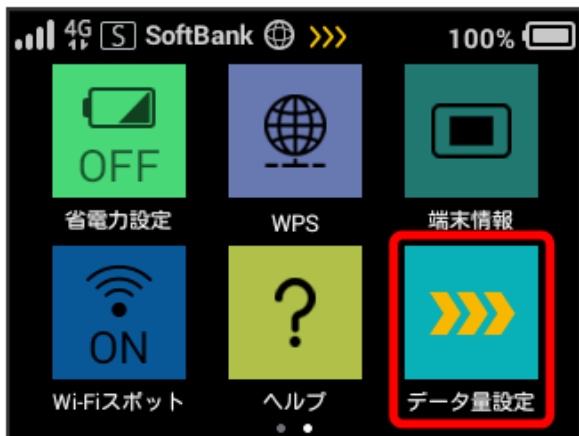 4G S SoftBank 100%
OFF
省電力設定 WPS 端末情報
ON ?
Wi-Fiスポット ヘルプ データ量設定